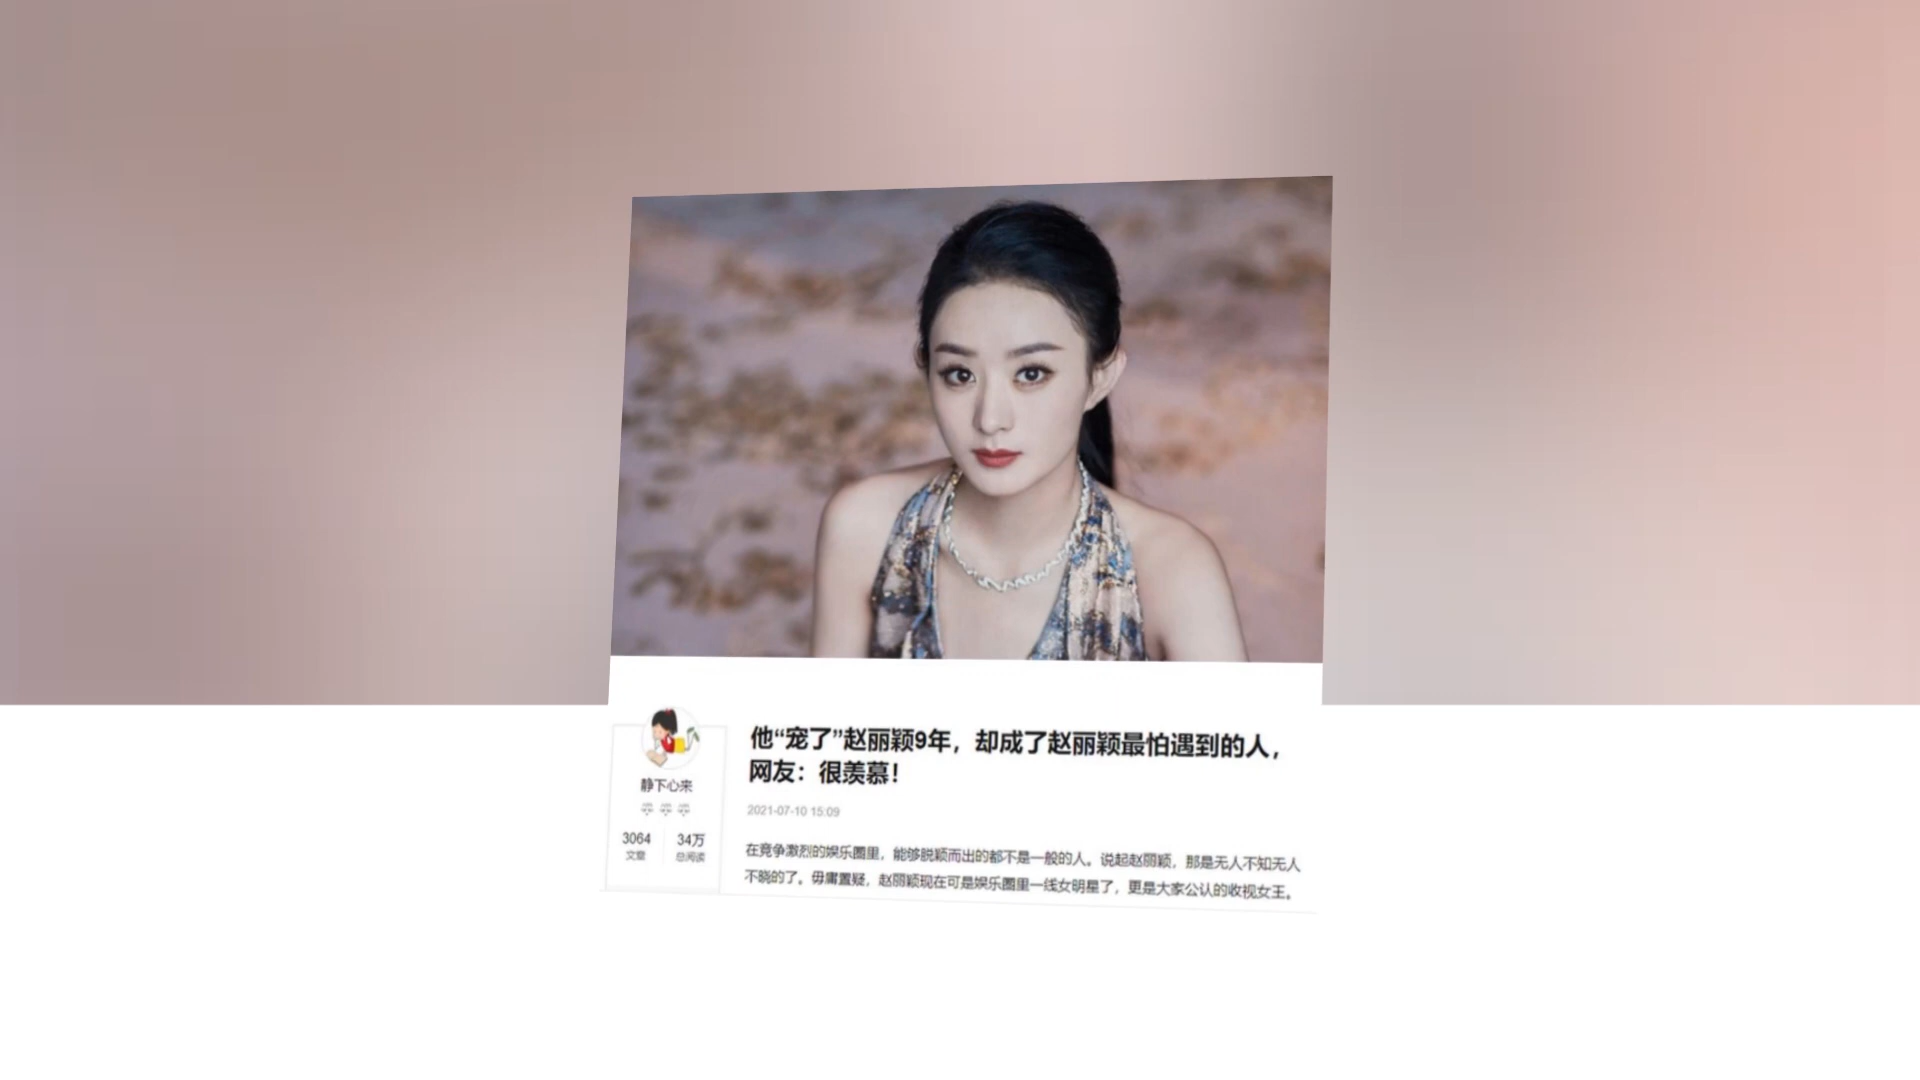 他“宠了”赵丽颖9年，却成了赵丽颖最怕遇到的人，
网友：很羡慕！
2021-07-10 15:09
静下心来
3064 34万
文章 总阅读
在竞争激烈的娱乐圈里，能够脱颖而出的都不是一般的人。说起赵丽颖，那是无人不知无人
不晓的了。毋庸置疑，赵丽颖现在可是娱乐圈里一线女明星了，更是大家公认的收视女王。